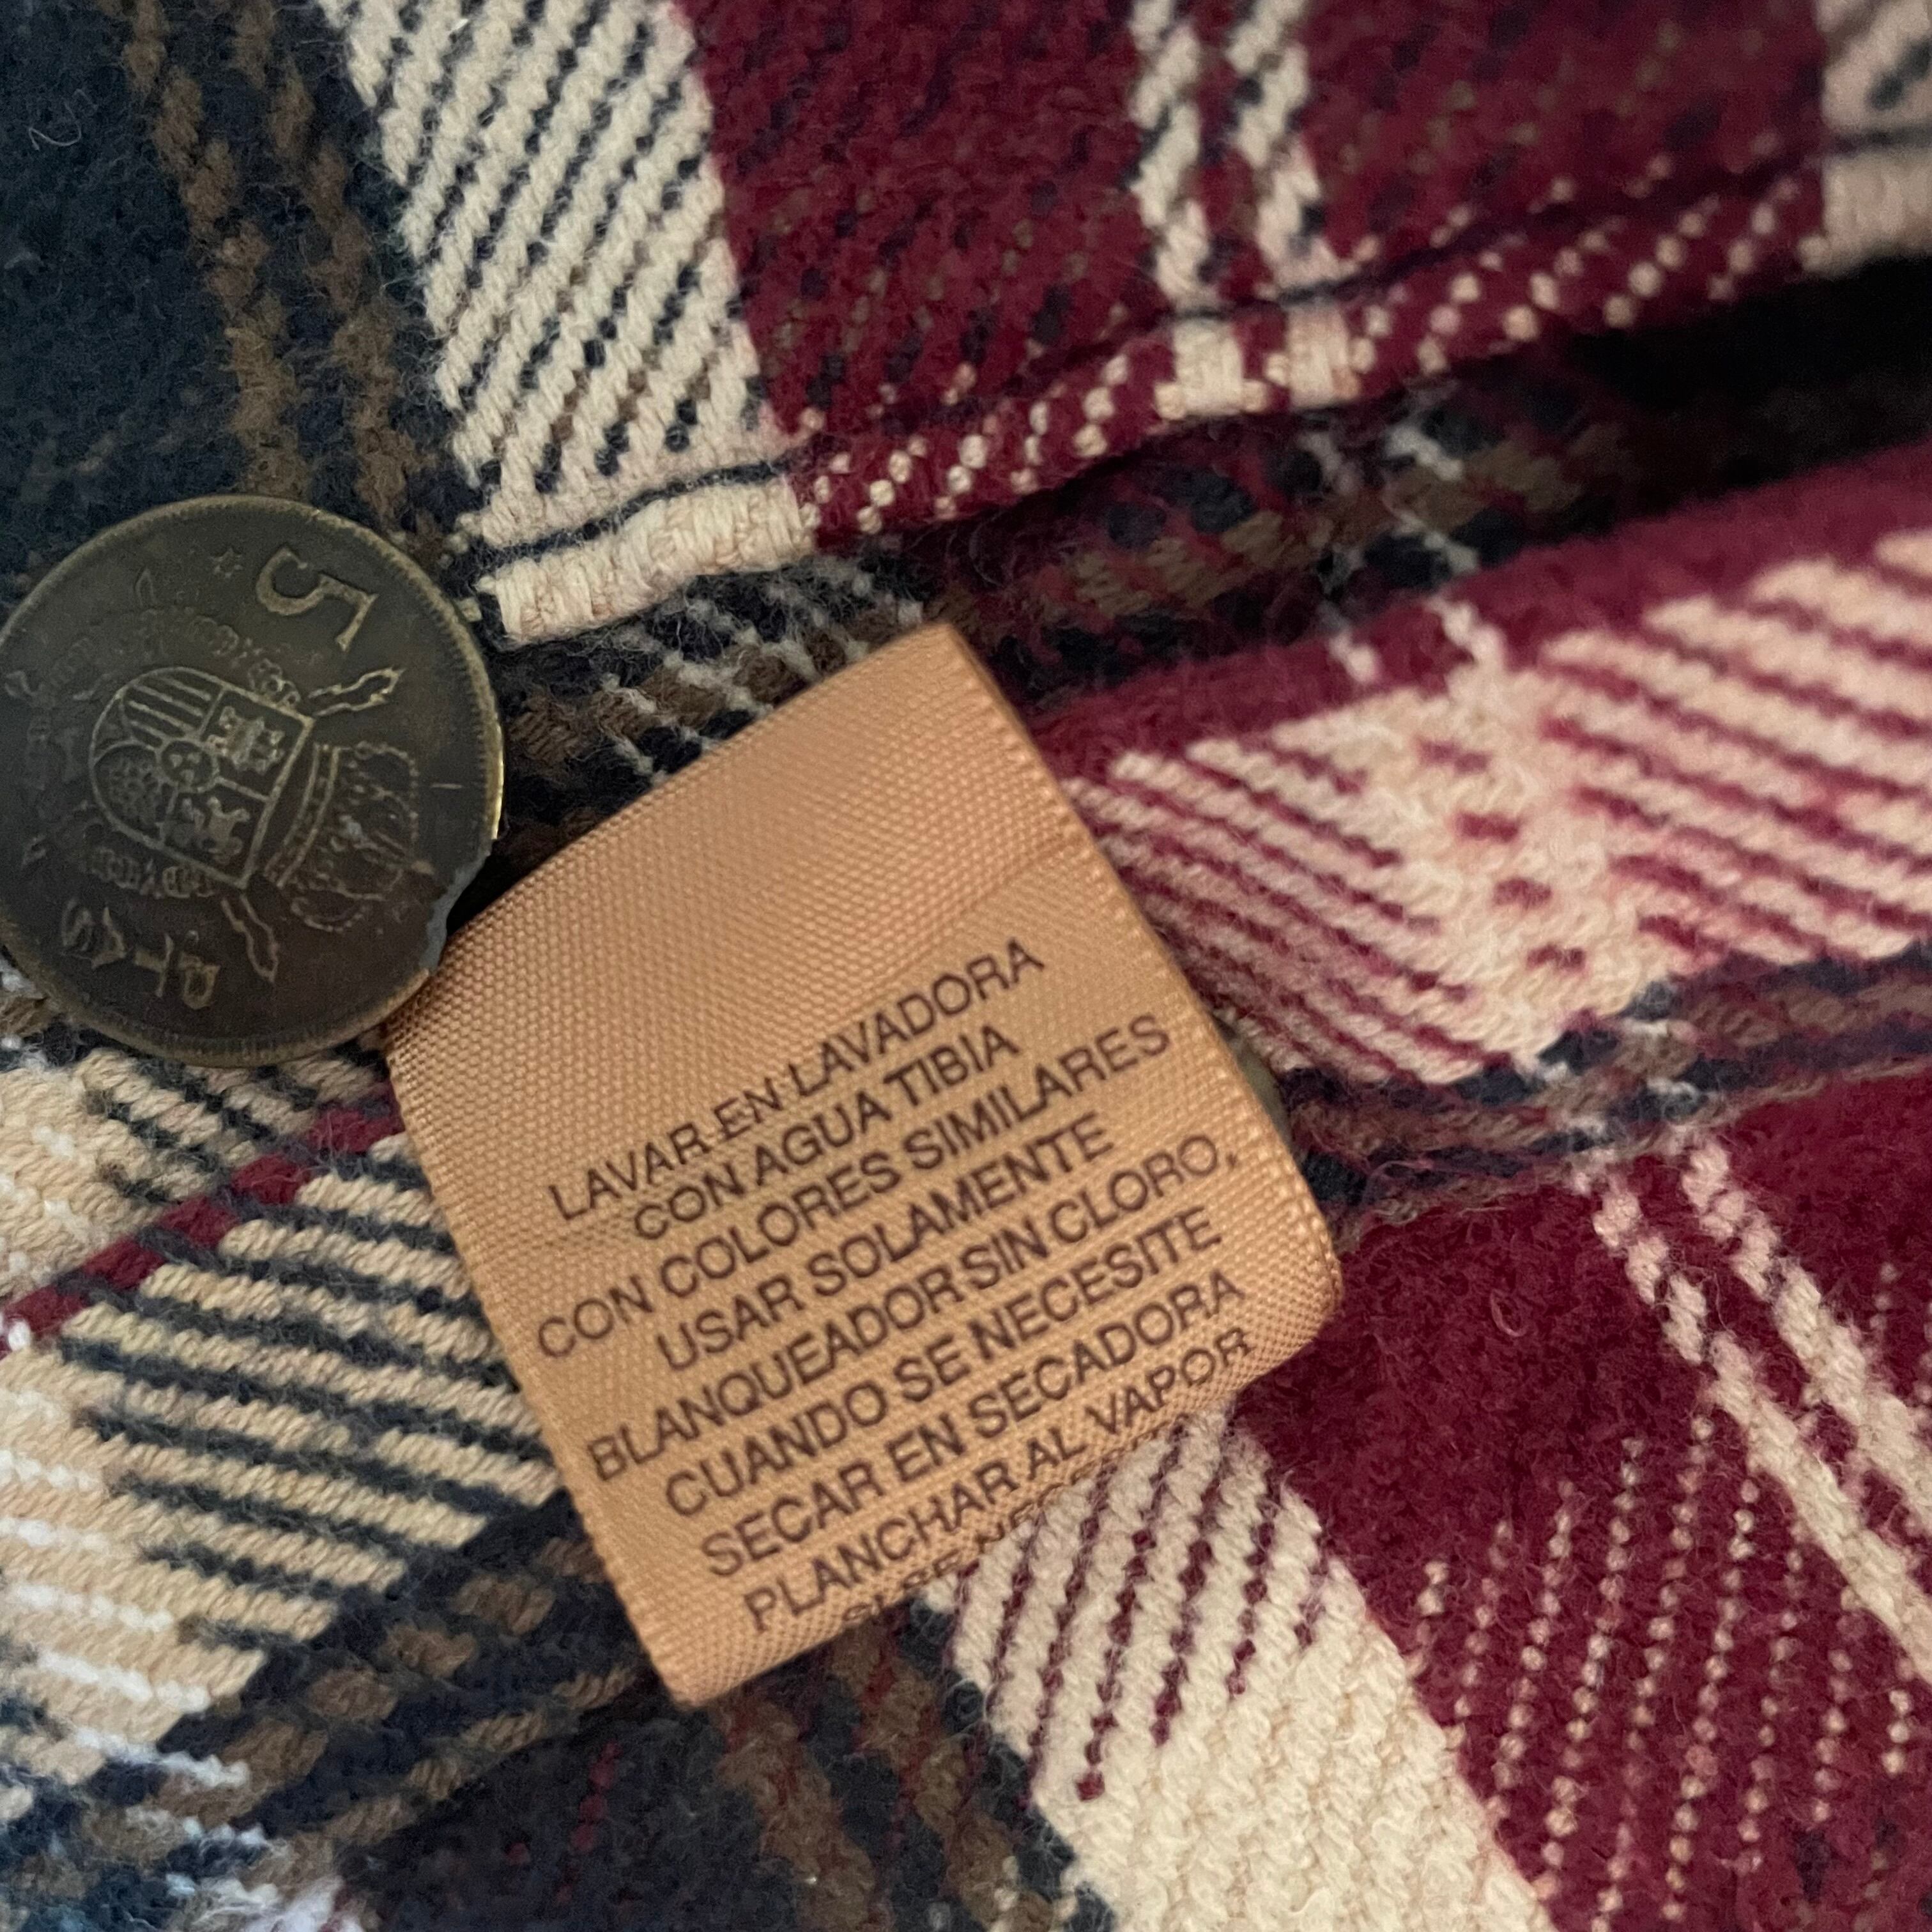 5
PTAS
LAVAR EN LAVADORA
CON AGUA TIBIA
CON COLORES SIMILARES
USAR SOLAMENTE
BLANQUEADOR SIN CLORO,
CUANDO SE NECESITE
SECAR EN SECADORA
PLANCHAR AL VAPOR